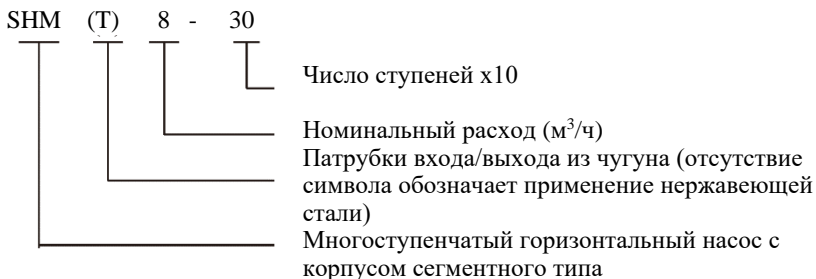 SHM (T) 8 - 30
Число ступеней x10
Номинальный расход (м³/ч)
Патрубки входа/выхода из чугуна (отсутствие
символа обозначает применение нержавеющей
стали)
Многоступенчатый горизонтальный насос с
корпусом сегментного типа